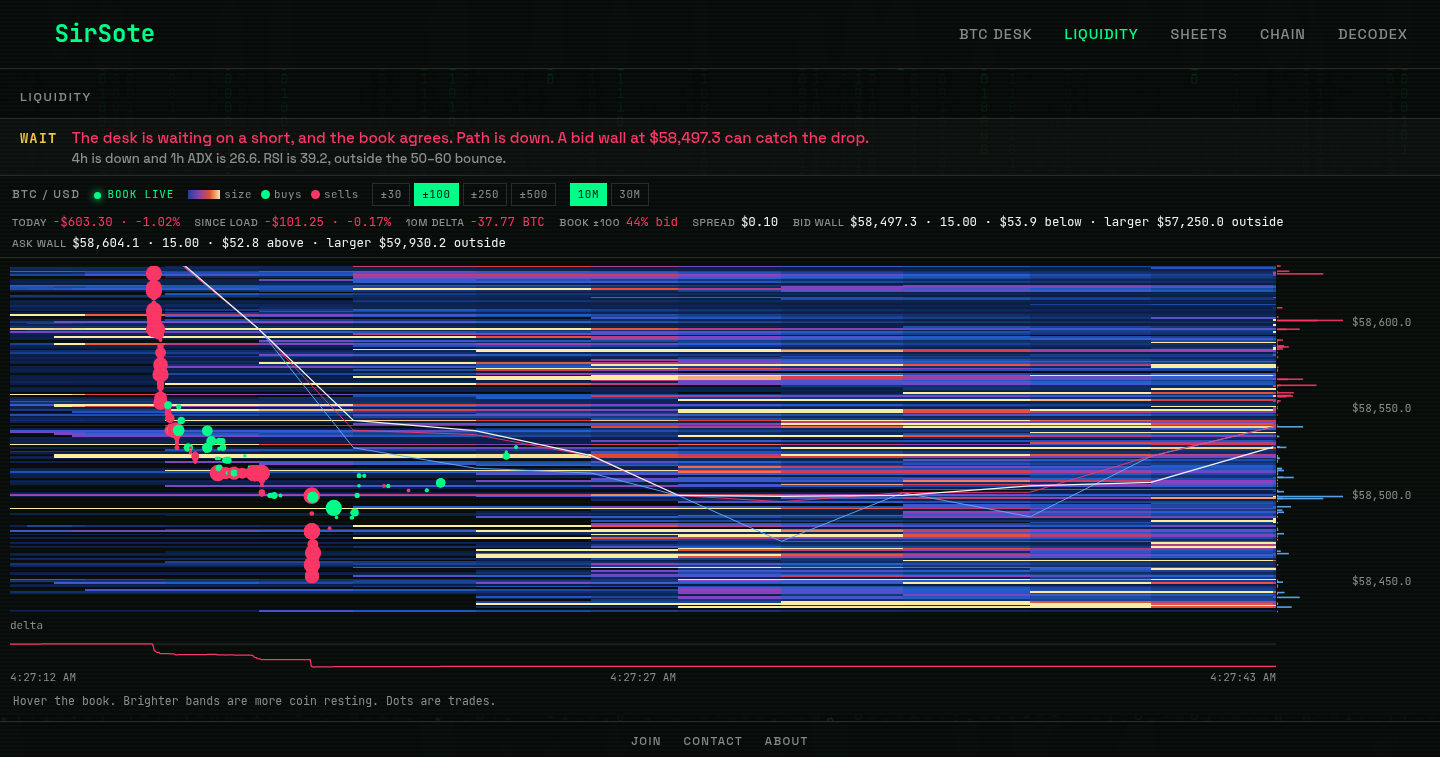 SirSote
BTC DESK LIQUIDITY SHEETS CHAIN DECODEX
LIQUIDITY
WAIT The desk is waiting on a short, and the book agrees. Path is down. A bid wall at $58,497.3 can catch the drop.
4h is down and 1h ADX is 26.6. RSI is 39.2, outside the 50–60 bounce.
BTC / USD BOOK LIVE size buys sells ±30 ±100 ±250 ±500 10M 30M
TODAY -$603.30 · -1.02% SINCE LOAD -$101.25 · -0.17% 10M DELTA -37.77 BTC BOOK ±100 44% bid SPREAD $0.10 BID WALL $58,497.3 · 15.00 · $53.9 below · larger $57,250.0 outside
ASK WALL $58,604.1 · 15.00 · $52.8 above · larger $59,930.2 outside
$58,600.0
$58,550.0
$58,500.0
$58,450.0
delta
4:27:12 AM 4:27:27 AM 4:27:43 AM
Hover the book. Brighter bands are more coin resting. Dots are trades.
JOIN CONTACT ABOUT